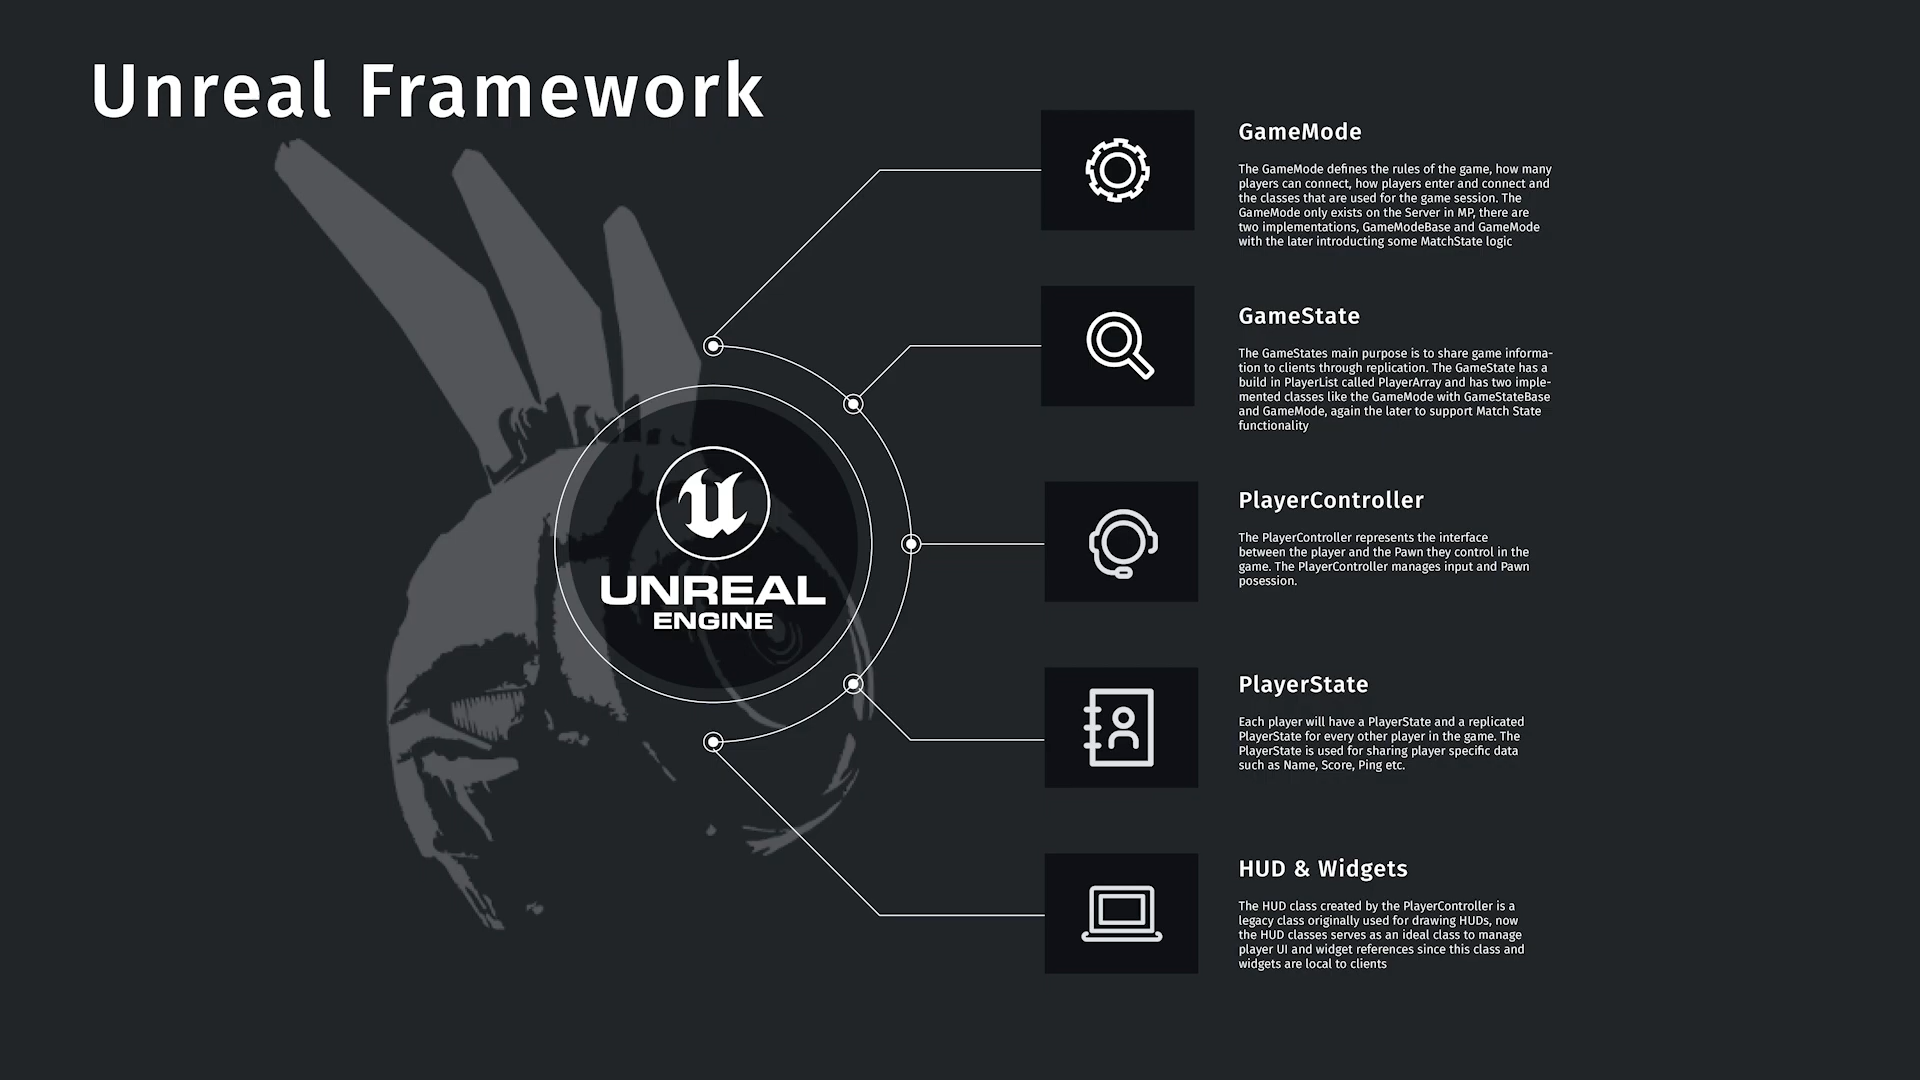 Unreal Framework
GameMode
The GameMode defines the rules of the game, how many
players can connect, how players enter and connect and
the classes that are used for the game session. The
GameMode only exists on the Server in MP, there are
two implementations, GameModeBase and GameMode
with the later introducting some MatchState logic
GameState
The GameStates main purpose is to share game informa-
tion to clients through replication. The GameState has a
build in PlayerList called PlayerArray and has two imple-
mented classes like the GameMode with GameStateBase
and GameMode, again the later to support Match State
functionality
UNREAL
ENGINE
PlayerController
The PlayerController represents the interface
between the player and the Pawn they control in the
game. The PlayerController manages input and Pawn
posession.
PlayerState
Each player will have a PlayerState and a replicated
PlayerState for every other player in the game. The
PlayerState is used for sharing player specific data
such as Name, Score, Ping etc.
HUD & Widgets
The HUD class created by the PlayerController is a
legacy class originally used for drawing HUDs, now
the HUD classes serves as an ideal class to manage
player UI and widget references since this class and
widgets are local to clients